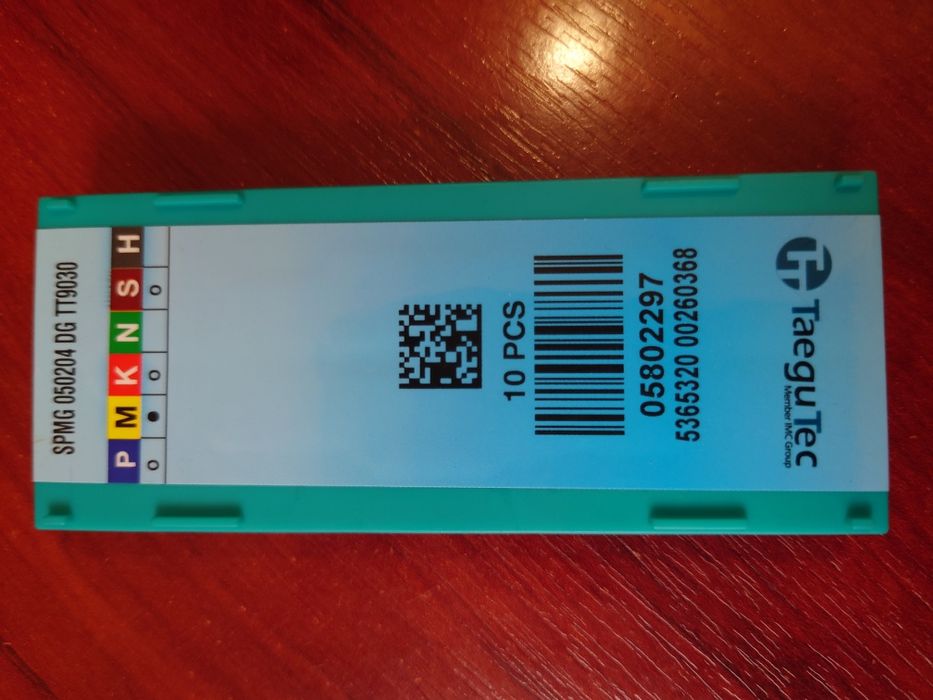 SPMG 050204 DG TT9030
P M K N S H
o ● o o
10 PCS
05802297
5365320 00260368
TaeguTec
Member IMC Group